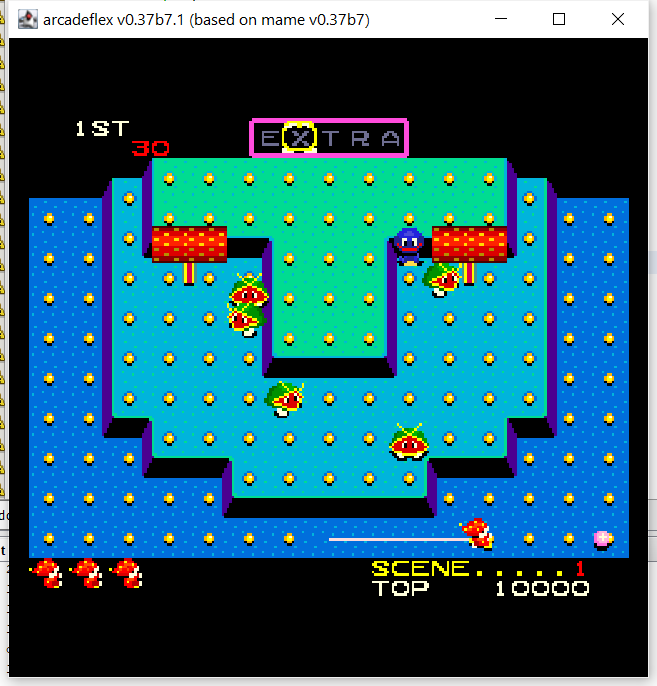 arcadeflex v0.37b7.1 (based on mame v0.37b7)
1ST
30
EXTRA
SCENE.....1
TOP 10000